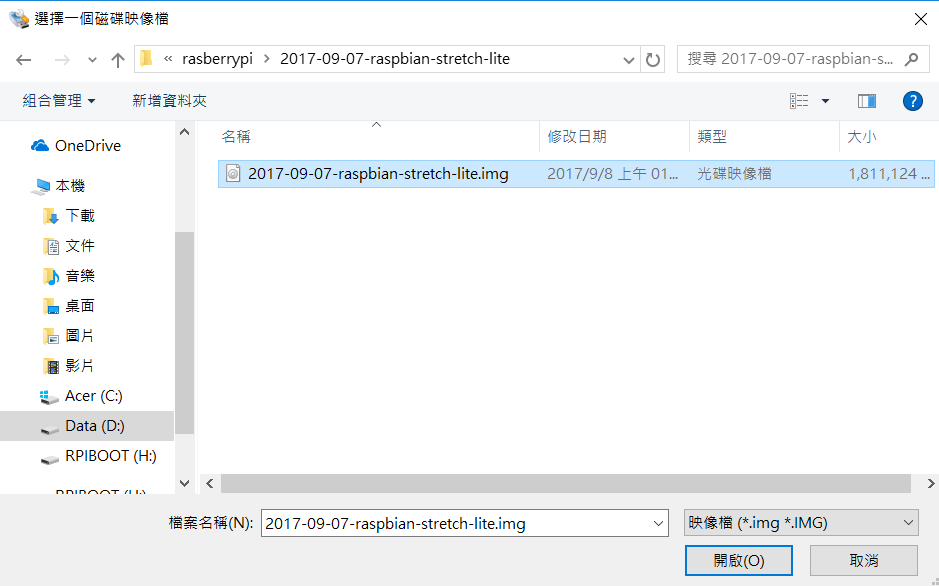 選擇一個磁碟映像檔
« rasberrypi › 2017-09-07-raspbian-stretch-lite
搜尋 2017-09-07-raspbian-s...
組合管理
新增資料夾
?
OneDrive
本機
下載
文件
音樂
桌面
圖片
影片
Acer (C:)
Data (D:)
RPIBOOT (H:)
RPIBOOT (H:)
名稱 修改日期 類型 大小
2017-09-07-raspbian-stretch-lite.img 2017/9/8 上午 01... 光碟映像檔 1,811,124 ...
檔案名稱(N): 2017-09-07-raspbian-stretch-lite.img 映像檔 (*.img *.IMG)
開啟(O) 取消